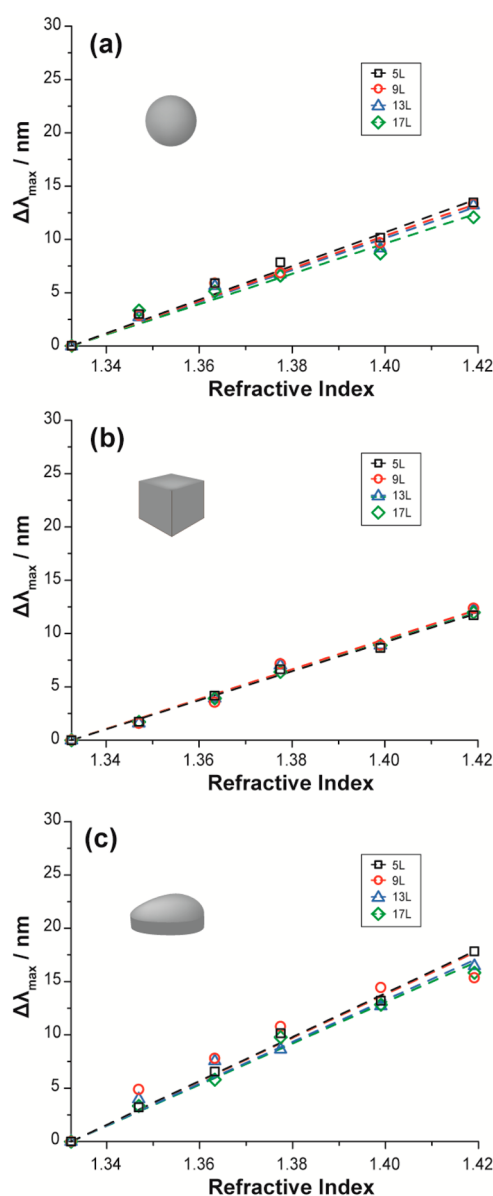 (a)
30
25
20
15
10
5
0
Δλmax / nm
5L
9L
13L
17L
1.34 1.36 1.38 1.40 1.42
Refractive Index
(b)
30
25
20
15
10
5
0
Δλmax / nm
5L
9L
13L
17L
1.34 1.36 1.38 1.40 1.42
Refractive Index
(c)
30
25
20
15
10
5
0
Δλmax / nm
5L
9L
13L
17L
1.34 1.36 1.38 1.40 1.42
Refractive Index